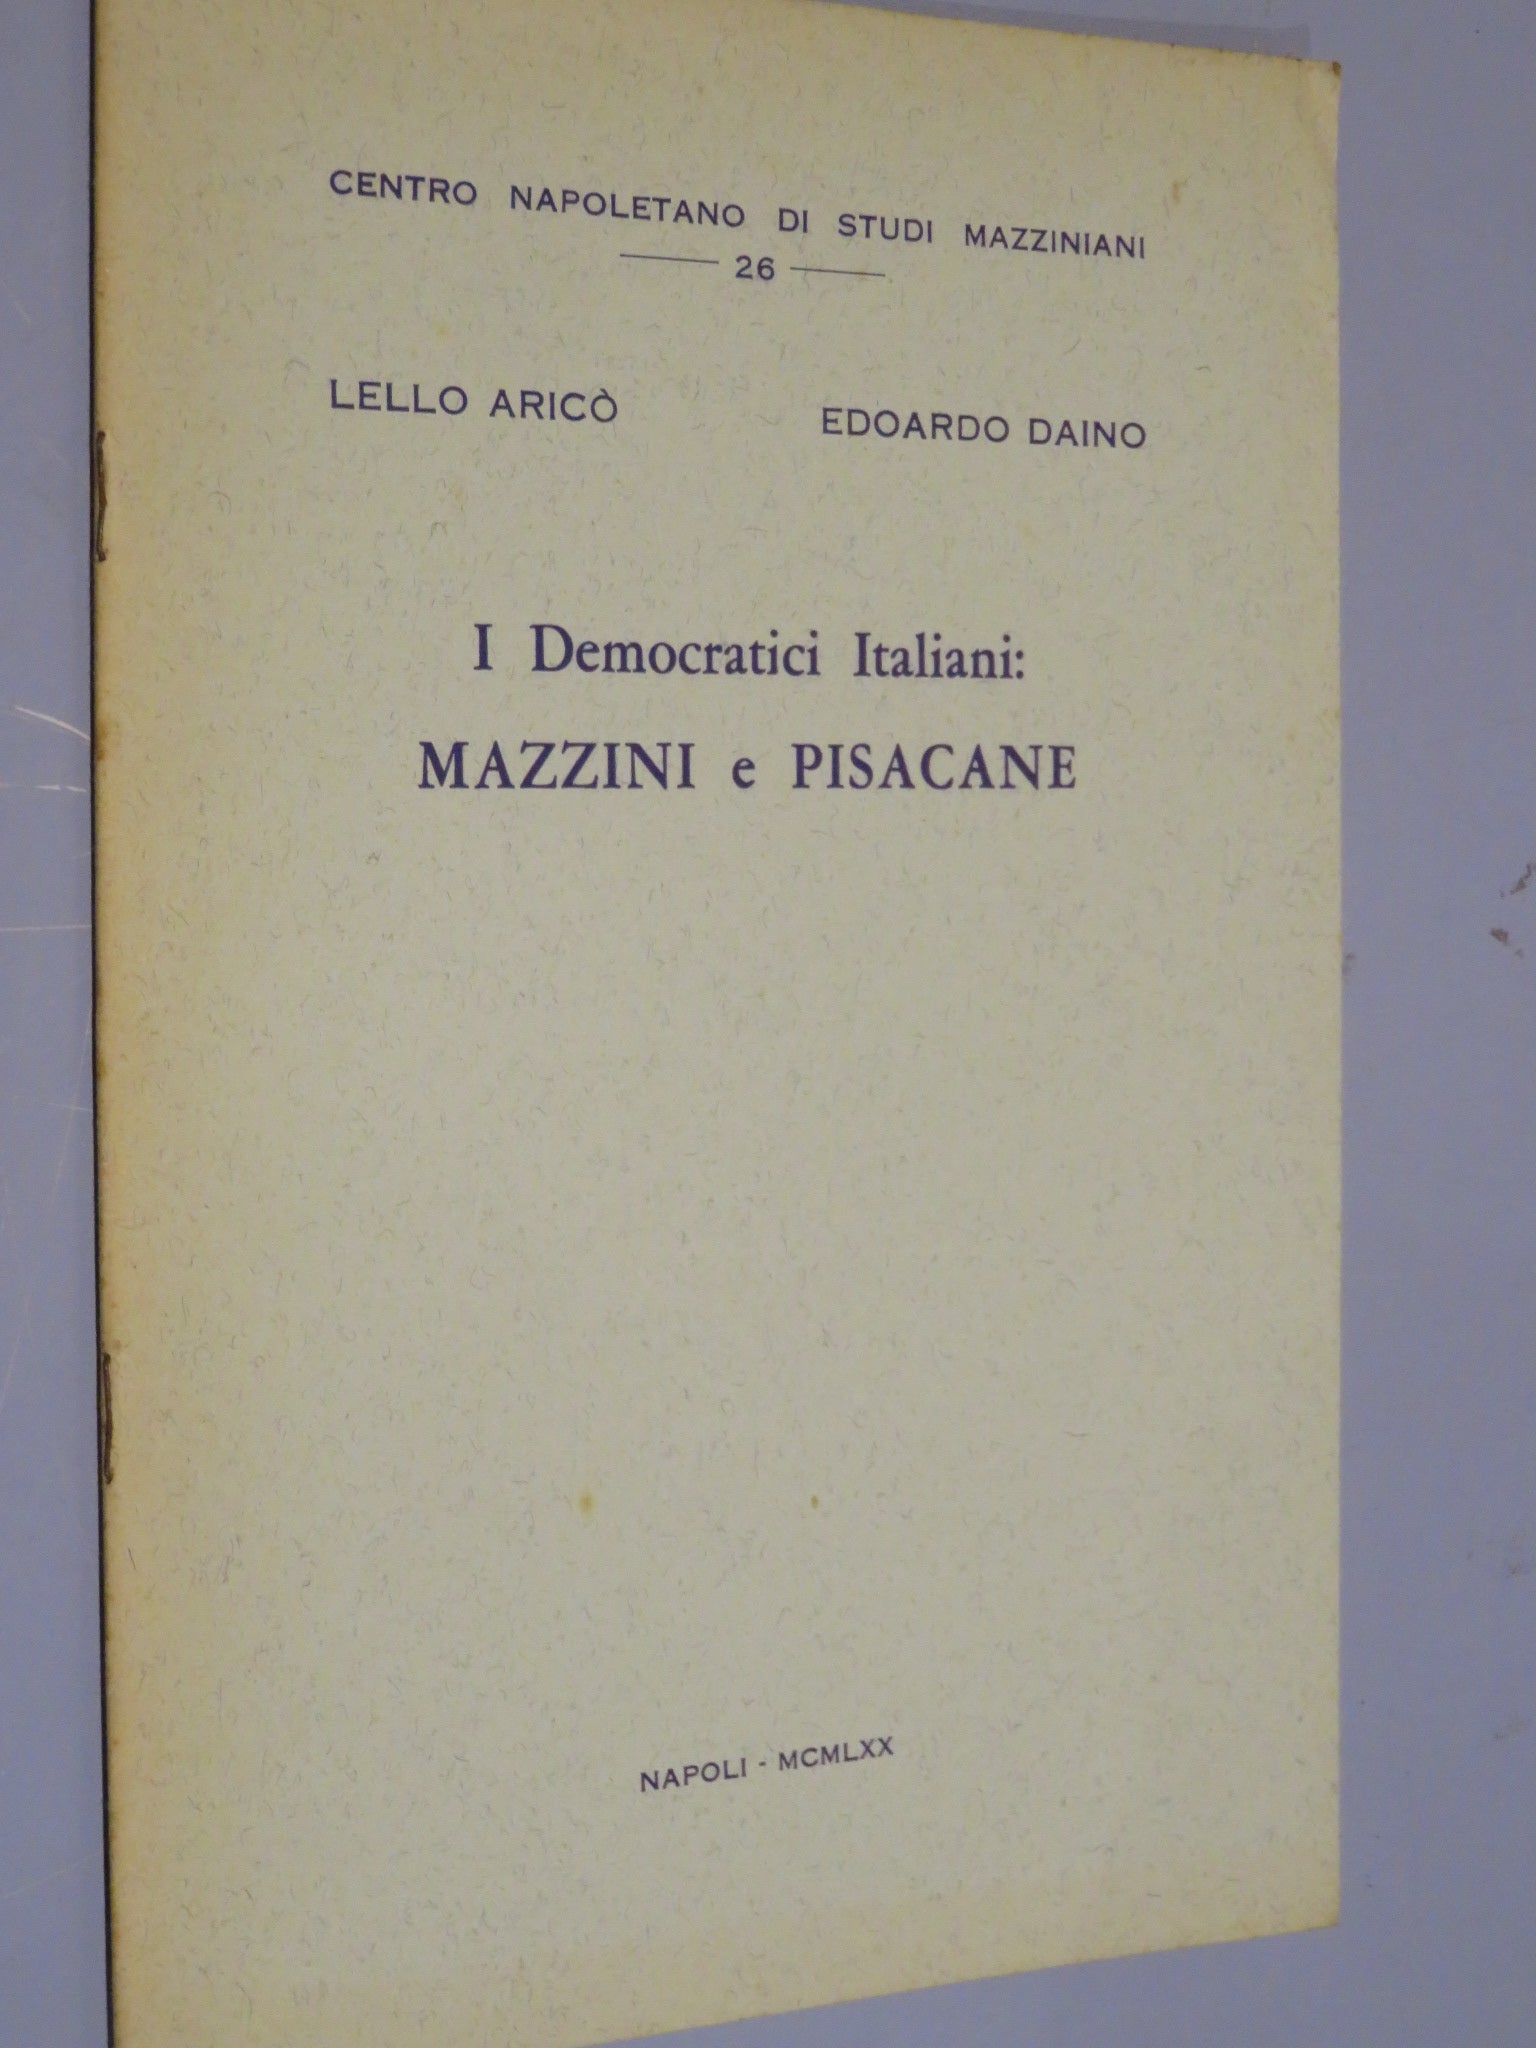 CENTRO NAPOLETANO DI STUDI MAZZINIANI
26
LELLO ARICÒ EDOARDO DAINO
I Democratici Italiani:
MAZZINI e PISACANE
NAPOLI - MCMLXX